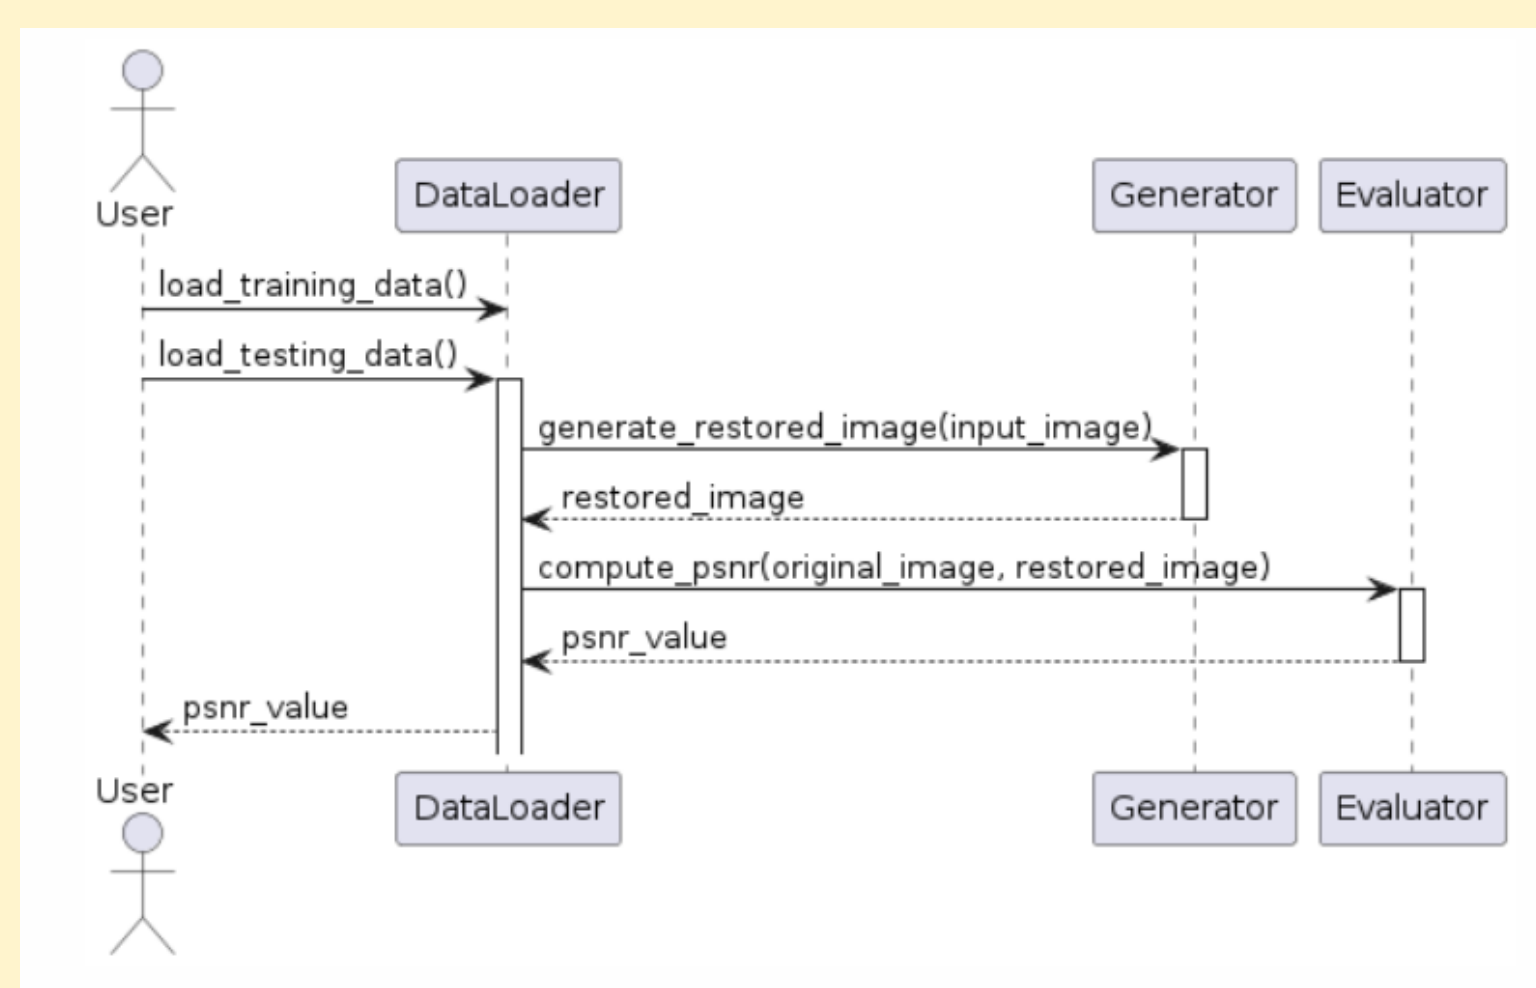 User
DataLoader
Generator
Evaluator
load_training_data()
load_testing_data()
generate_restored_image(input_image)
restored_image
compute_psnr(original_image, restored_image)
psnr_value
psnr_value
User
DataLoader
Generator
Evaluator